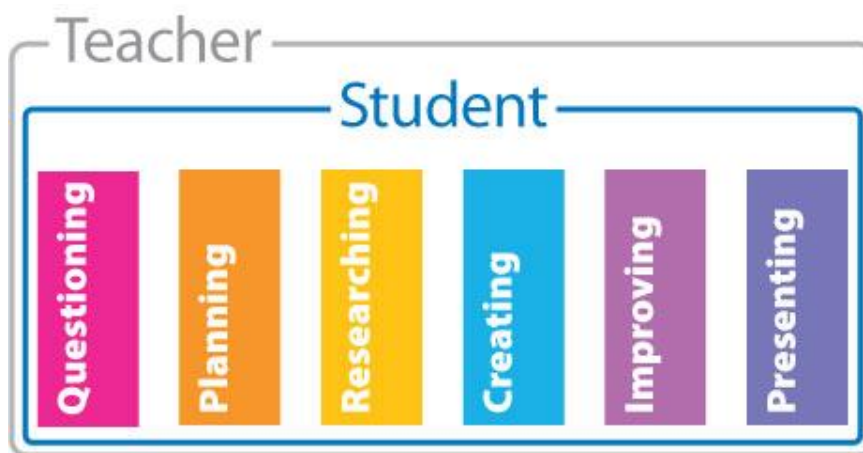 Teacher
Student
Questioning
Planning
Researching
Creating
Improving
Presenting